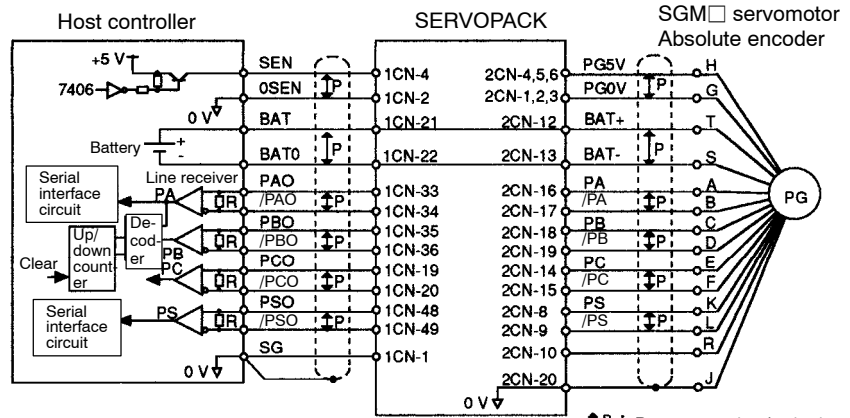 Host controller
SERVOPACK
SGM□ servomotor
Absolute encoder
+5 V
7406
0 V
SEN
0SEN
P
1CN-4
1CN-2
2CN-4,5,6
2CN-1,2,3
PG5V
PG0V
P
H
G
Battery
+
-
BAT
BAT0
P
1CN-21
1CN-22
2CN-12
2CN-13
BAT+
BAT-
P
T
S
Line receiver
Serial
interface
circuit
PA
R
PAO
/PAO
P
1CN-33
1CN-34
2CN-16
2CN-17
PA
/PA
P
A
B
PG
Up/
down
count-
er
Clear
De-
cod-
er
PB
R
PBO
/PBO
P
1CN-35
1CN-36
2CN-18
2CN-19
PB
/PB
P
C
D
PC
R
PCO
/PCO
P
1CN-19
1CN-20
2CN-14
2CN-15
PC
/PC
P
E
F
Serial
interface
circuit
PS
R
PSO
/PSO
P
1CN-48
1CN-49
2CN-8
2CN-9
PS
/PS
P
K
L
0 V
SG
1CN-1
2CN-10
R
0 V
2CN-20
J